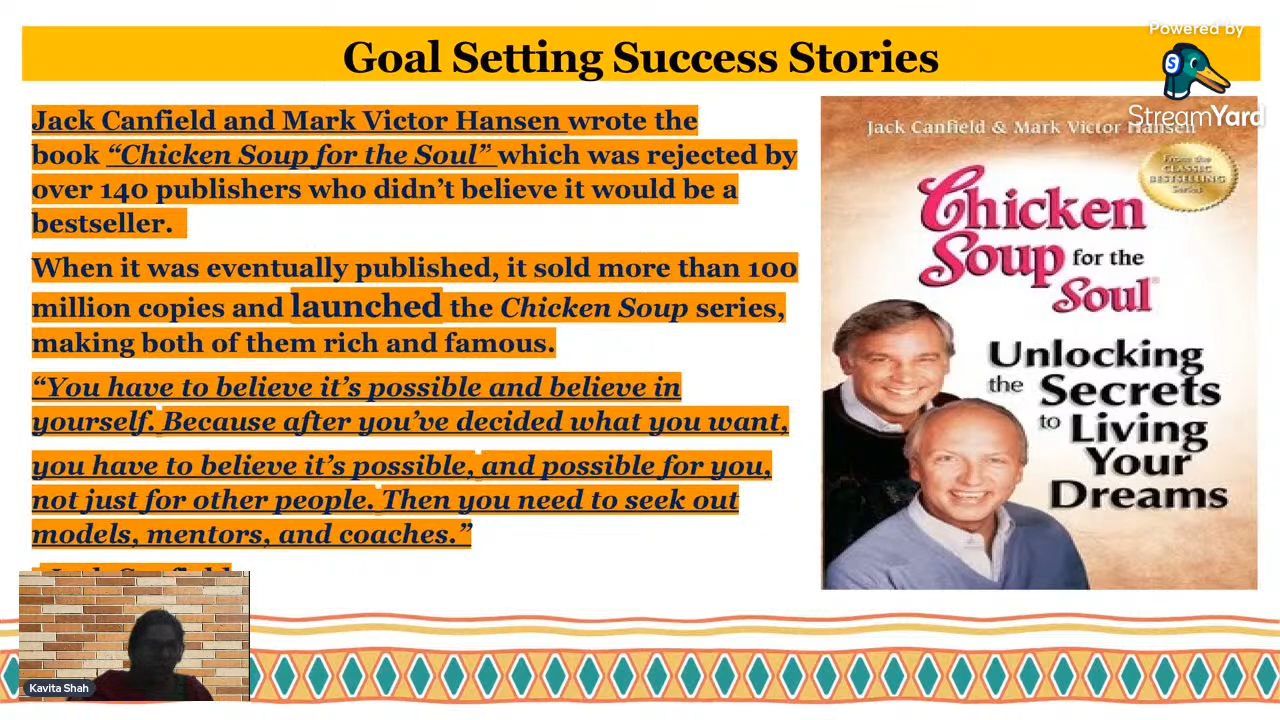 Powered by
StreamYard
Goal Setting Success Stories
Jack Canfield and Mark Victor Hansen wrote the
book “Chicken Soup for the Soul” which was rejected by
over 140 publishers who didn’t believe it would be a
bestseller.
When it was eventually published, it sold more than 100
million copies and launched the Chicken Soup series,
making both of them rich and famous.
“You have to believe it’s possible and believe in
yourself. Because after you’ve decided what you want,
you have to believe it’s possible, and possible for you,
not just for other people. Then you need to seek out
models, mentors, and coaches.”
Jack Canfield & Mark Victor Hansen
From the
CLASSIC
BESTSELLING
Series
Chicken
Soup for the
Soul®
Unlocking
the Secrets
to Living
Your
Dreams
Kavita Shah